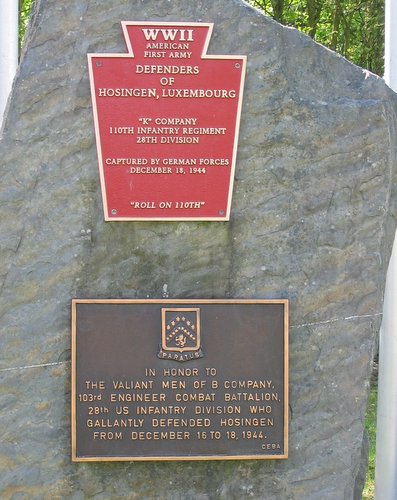 WWII
AMERICAN
FIRST ARMY
DEFENDERS
OF
HOSINGEN, LUXEMBOURG
"K" COMPANY
110TH INFANTRY REGIMENT
28TH DIVISION
CAPTURED BY GERMAN FORCES
DECEMBER 18, 1944
"ROLL ON 110TH"
PARATUS
IN HONOR TO
THE VALIANT MEN OF B COMPANY,
103rd ENGINEER COMBAT BATTALION,
28th US INFANTRY DIVISION WHO
GALLANTLY DEFENDED HOSINGEN
FROM DECEMBER 16 TO 18, 1944.
CEBA